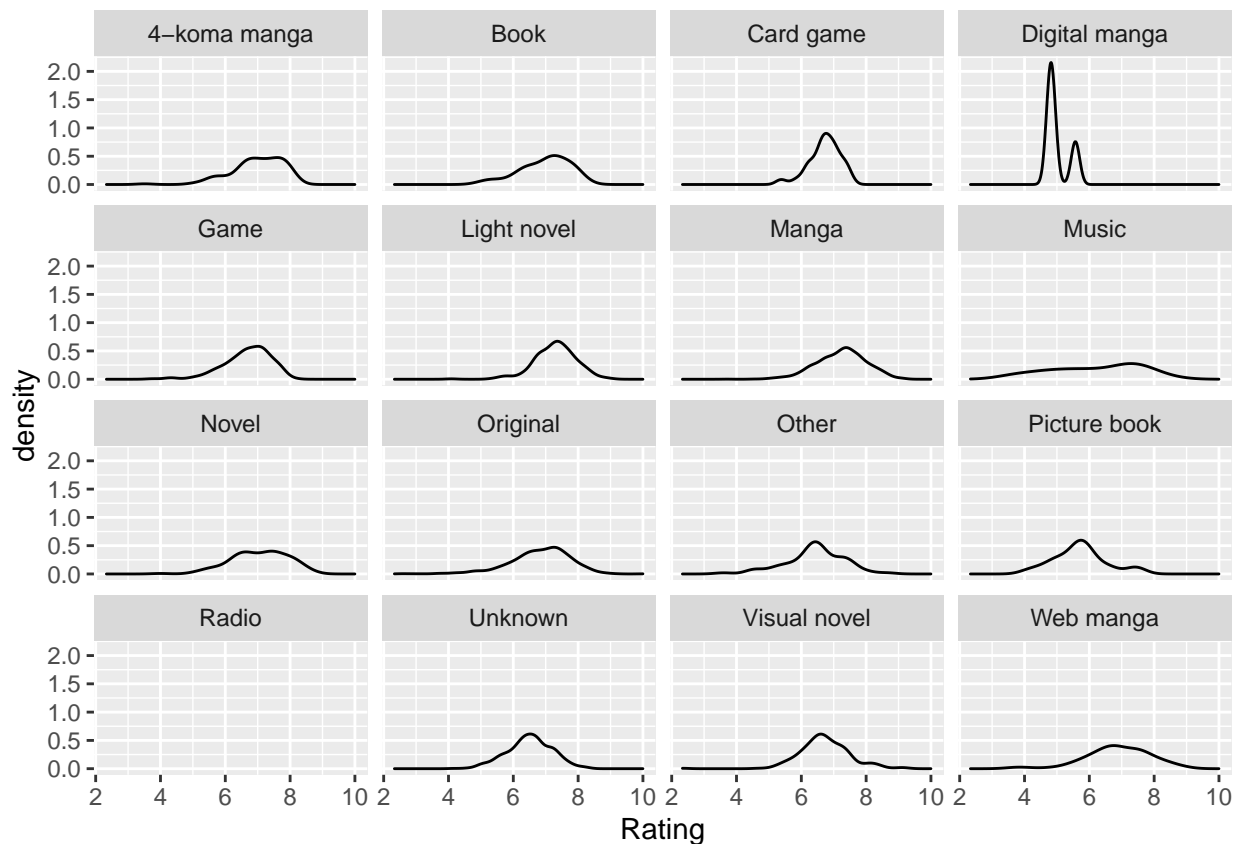 4−koma manga Book Card game Digital manga
2.0
1.5
1.0
0.5
0.0
Game Light novel Manga Music
2.0
1.5
1.0
0.5
0.0
Novel Original Other Picture book
2.0
1.5
1.0
0.5
0.0
Radio Unknown Visual novel Web manga
2.0
1.5
1.0
0.5
0.0
2 4 6 8 10 2 4 6 8 10 2 4 6 8 10 2 4 6 8 10
Rating
density